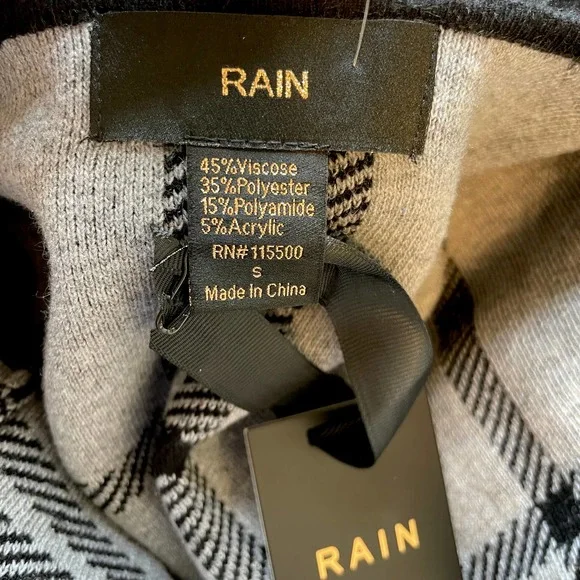 RAIN
45%Viscose
35%Polyester
15%Polyamide
5%Acrylic
RN#115500
S
Made in China
RAIN